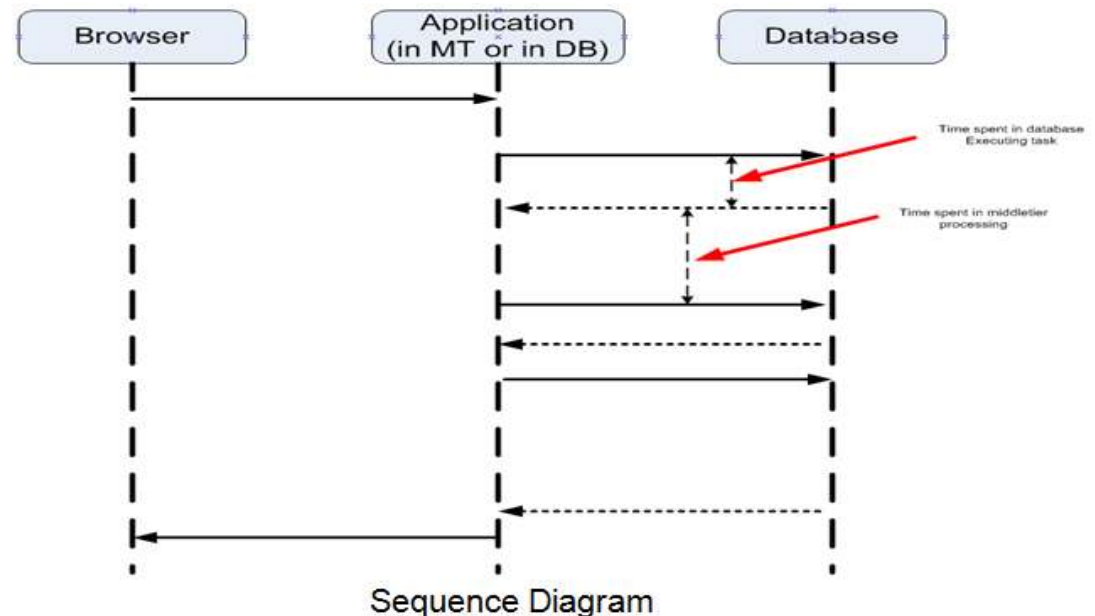 Browser
Application
(in MT or in DB)
Database
Time spent in database
Executing task
Time spent in middletier
processing
Sequence Diagram